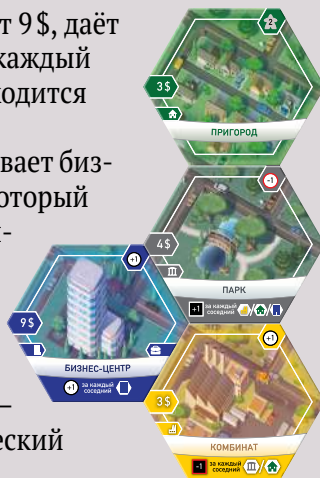 т 9 $, даёт
каждый
ходится
вает биз-
оторый
-
–
еский
2
3 $
ПРИГОРОД
-1
4 $
ПАРК
+1 за каждый соседний / /
+1
9 $
БИЗНЕС-ЦЕНТР
+1 за каждый соседний
+1
3 $
КОМБИНАТ
-1 за каждый соседний /